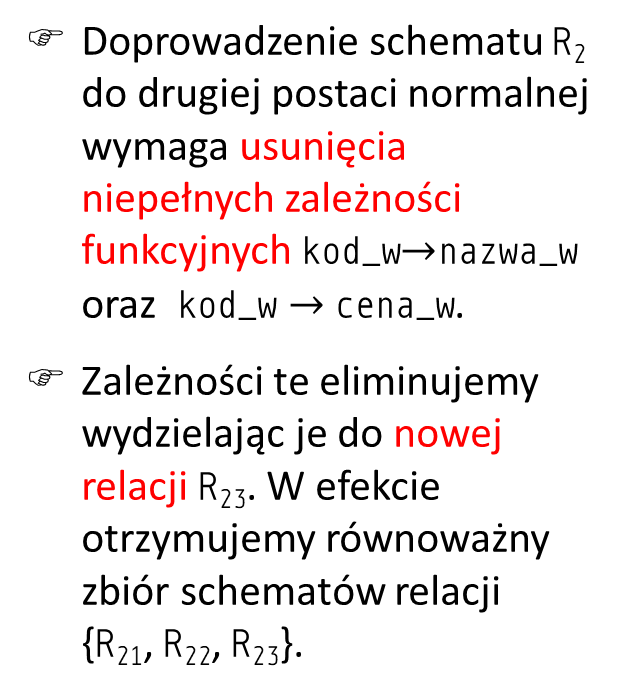 ☞ Doprowadzenie schematu R₂
do drugiej postaci normalnej
wymaga usunięcia
niepełnych zależności
funkcyjnych kod_w→nazwa_w
oraz kod_w → cena_w.
☞ Zależności te eliminujemy
wydzielając je do nowej
relacji R₂₃. W efekcie
otrzymujemy równoważny
zbiór schematów relacji
{R₂₁, R₂₂, R₂₃}.